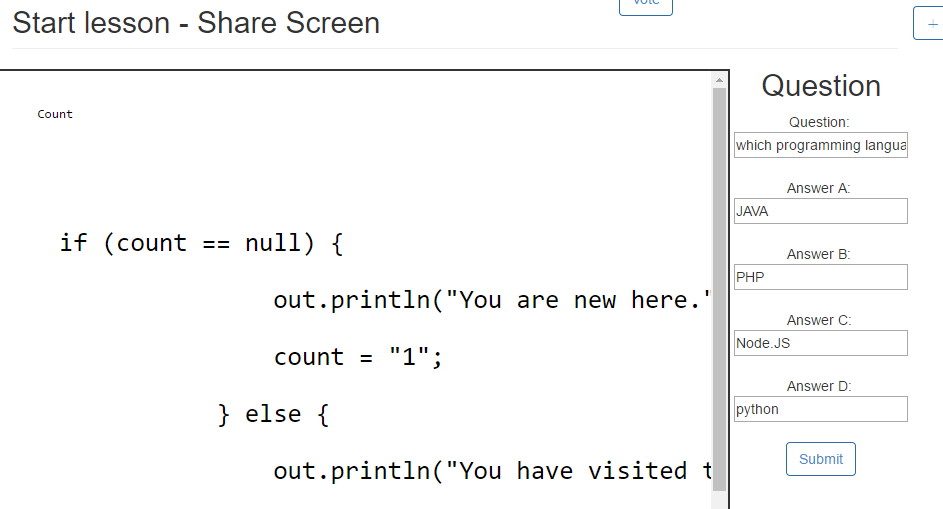 Start lesson - Share Screen
Vote
+
Count
if (count == null) {
out.println("You are new here."
count = "1";
} else {
out.println("You have visited t
Question
Question:
which programming langua
Answer A:
JAVA
Answer B:
PHP
Answer C:
Node.JS
Answer D:
python
Submit